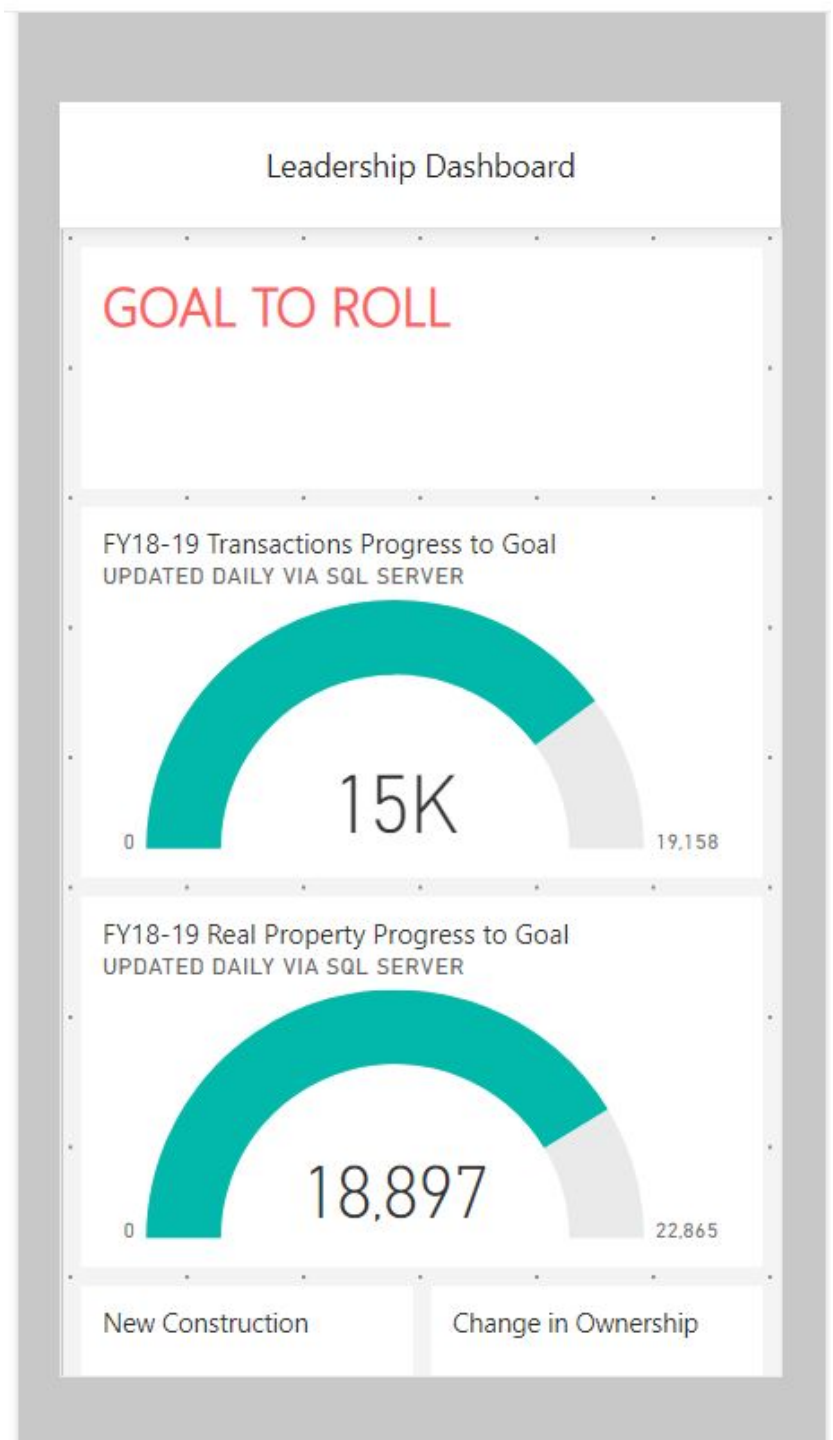 Leadership Dashboard
GOAL TO ROLL
FY18-19 Transactions Progress to Goal
UPDATED DAILY VIA SQL SERVER
15K
0
19,158
FY18-19 Real Property Progress to Goal
UPDATED DAILY VIA SQL SERVER
18,897
0
22,865
New Construction
Change in Ownership